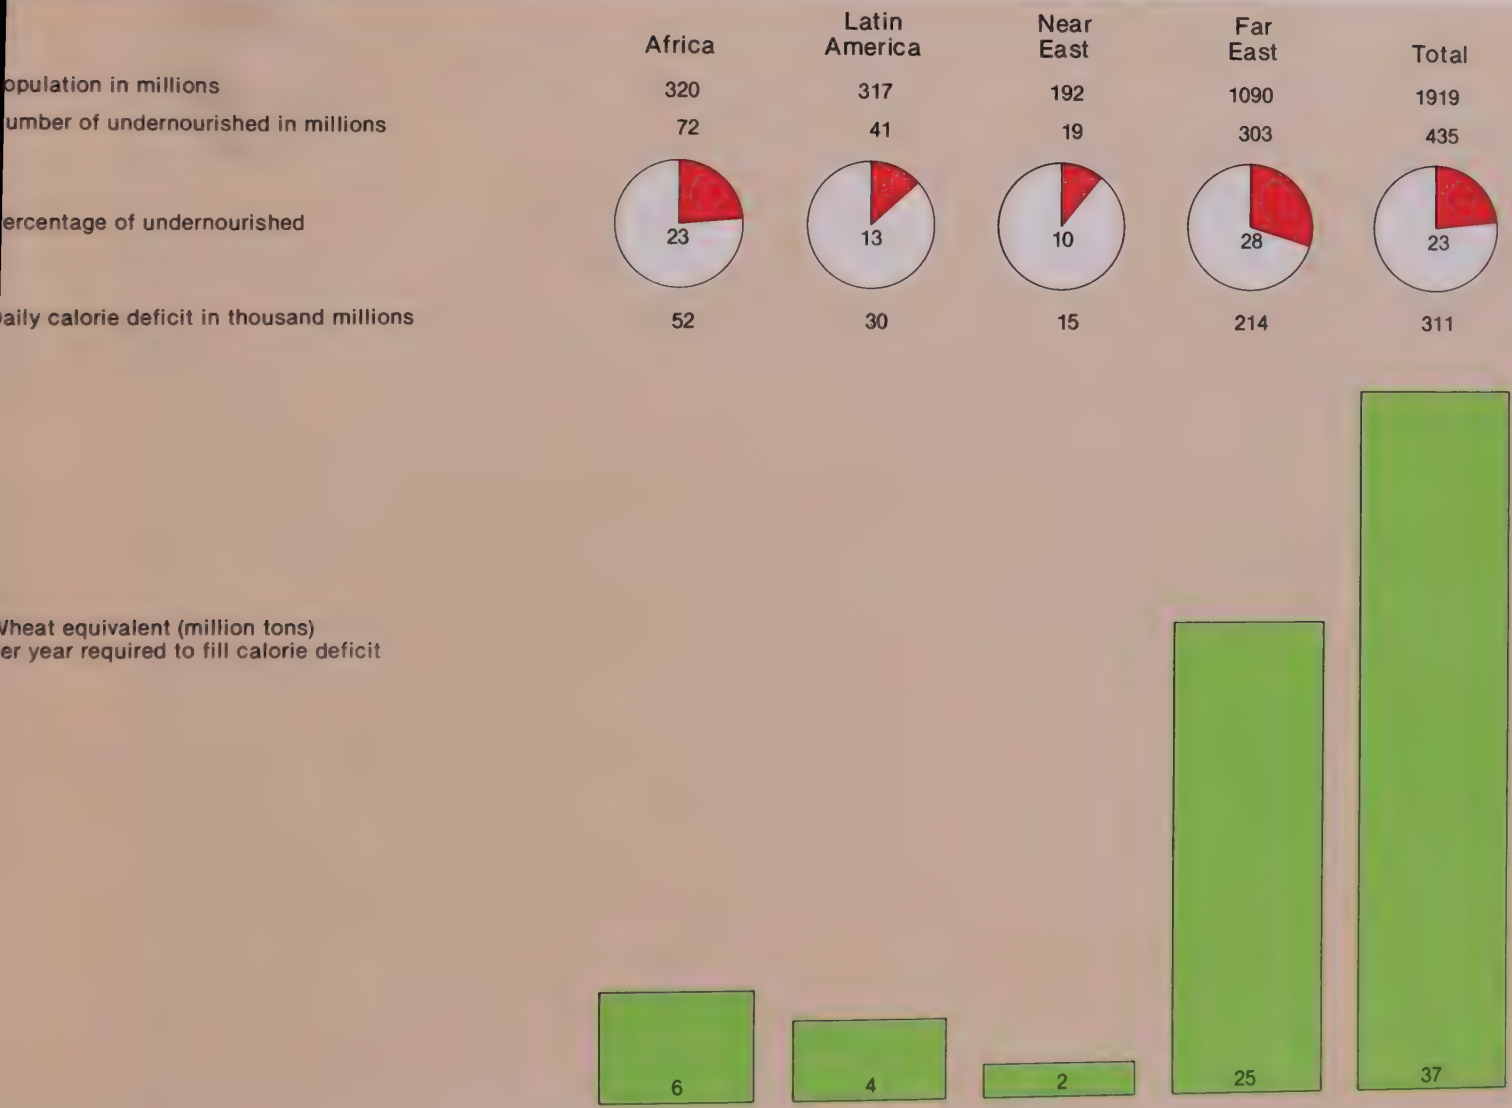 Africa
Latin
America
Near
East
Far
East
Total
opulation in millions 320 317 192 1090 1919
umber of undernourished in millions 72 41 19 303 435
ercentage of undernourished 23 13 10 28 23
aily calorie deficit in thousand millions 52 30 15 214 311
Wheat equivalent (million tons)
er year required to fill calorie deficit
6 4 2 25 37